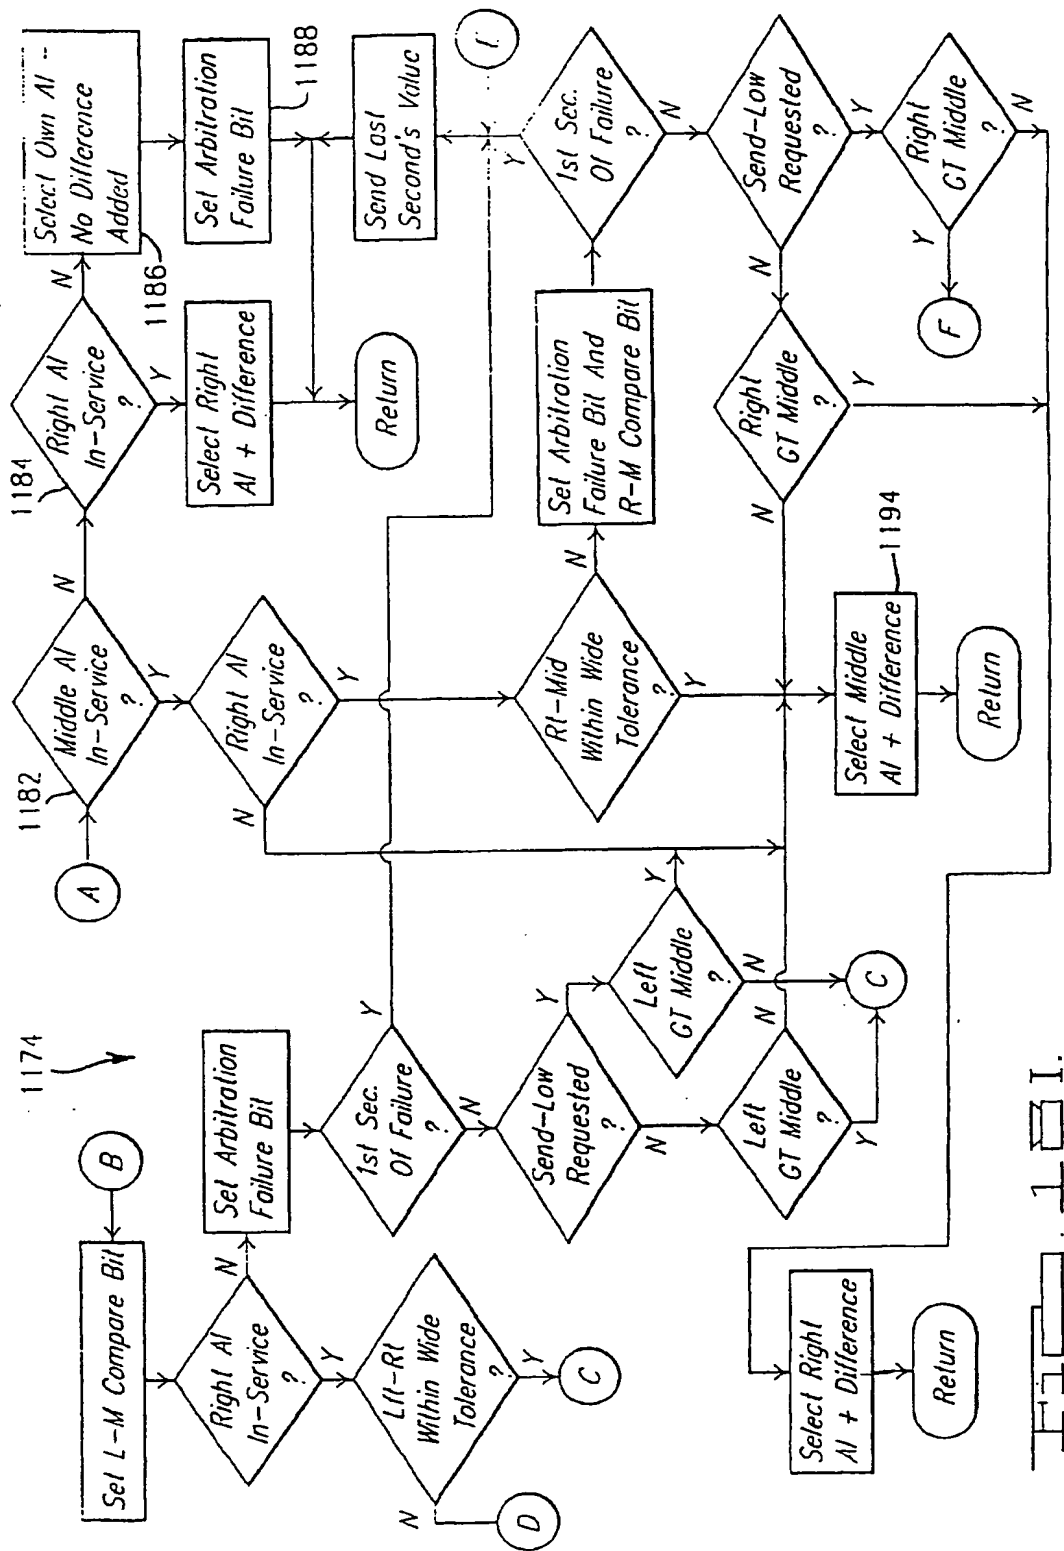 1174
B
Set L-M Compare Bit
Right AI
In-Service
?
N
Y
Lft-Rt
Within Wide
Tolerance
?
N
D
Y
C
Set Arbitration
Failure Bit
1st Sec.
Of Failure
?
Y
N
Send-Low
Requested
?
Y
N
Left
GT Middle
?
Y
N
Left
GT Middle
?
N
Y
C
A
1182
Middle AI
In-Service
?
N
Y
1184
Right AI
In-Service
?
N
Y
Select Own AI --
No Difference
Added
1186
Set Arbitration
Failure Bit
1188
Send Last
Second's Value
Select Right
AI + Difference
Return
Right AI
In-Service
?
N
Y
Rt-Mid
Within Wide
Tolerance
?
N
Y
Set Arbitration
Failure Bit And
R-M Compare Bit
1st Sec.
Of Failure
?
Y
N
Send-Low
Requested
?
N
Y
Right
GT Middle
?
N
Y
Right
GT Middle
?
Y
N
F
Select Middle
AI + Difference
1194
Return
Select Right
AI + Difference
Return